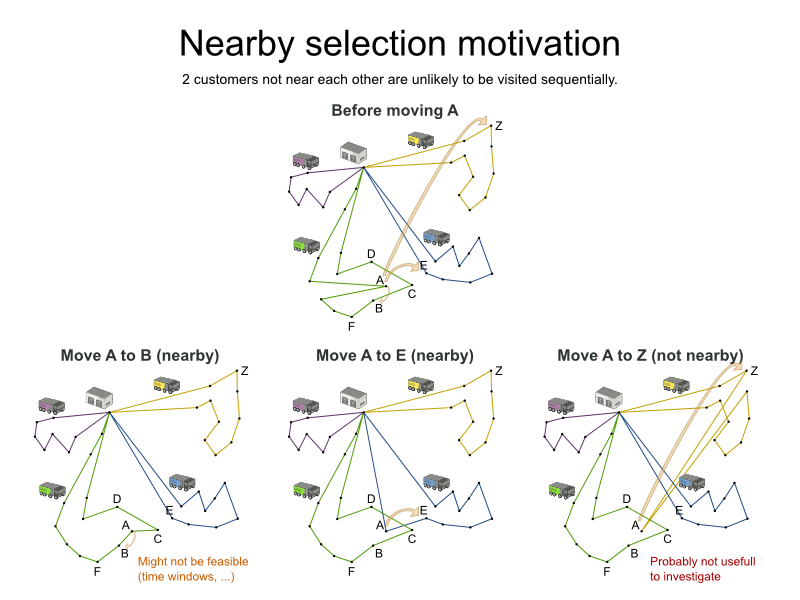 Nearby selection motivation
2 customers not near each other are unlikely to be visited sequentially.
Before moving A
Z
D
E
A
C
B
F
Move A to B (nearby)
Z
D
E
A
C
B
F
Might not be feasible
(time windows, ...)
Move A to E (nearby)
Z
D
E
A
C
B
F
Move A to Z (not nearby)
Z
D
E
A
C
B
F
Probably not usefull
to investigate